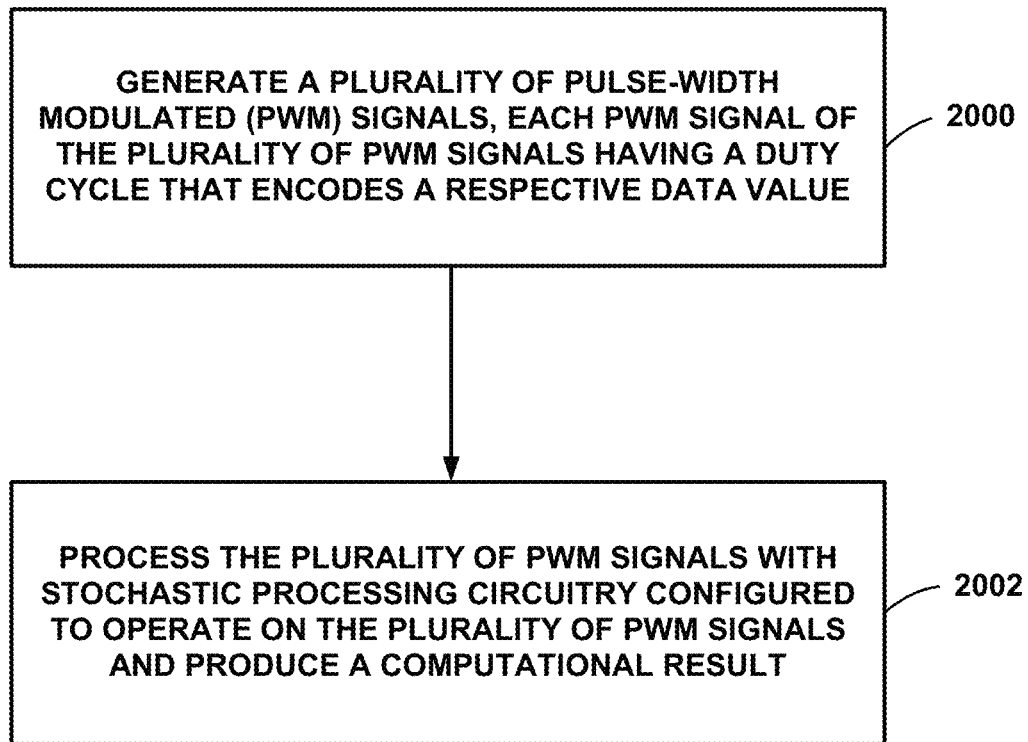 GENERATE A PLURALITY OF PULSE-WIDTH
MODULATED (PWM) SIGNALS, EACH PWM SIGNAL OF
THE PLURALITY OF PWM SIGNALS HAVING A DUTY
CYCLE THAT ENCODES A RESPECTIVE DATA VALUE
2000
PROCESS THE PLURALITY OF PWM SIGNALS WITH
STOCHASTIC PROCESSING CIRCUITRY CONFIGURED
TO OPERATE ON THE PLURALITY OF PWM SIGNALS
AND PRODUCE A COMPUTATIONAL RESULT
2002